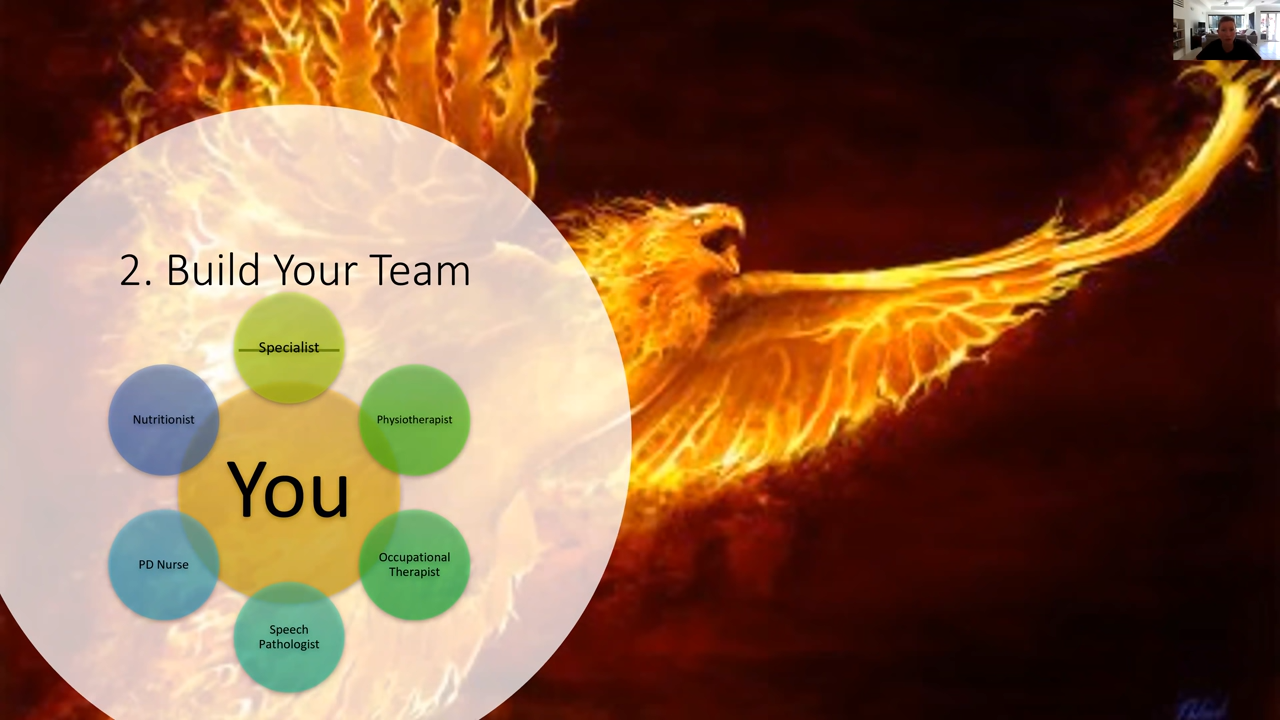 2. Build Your Team
Specialist
Physiotherapist
Occupational
Therapist
Speech
Pathologist
PD Nurse
Nutritionist
You